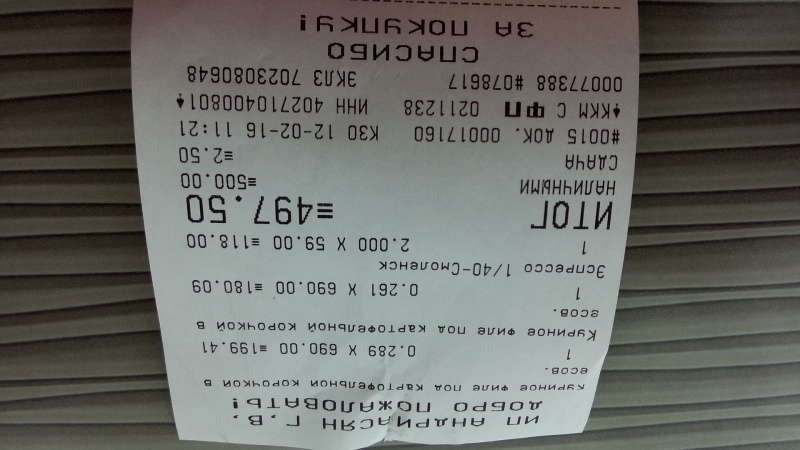 ИП АНДРИАСЯН Г.В.
ДОБРО ПОЖАЛОВАТЬ!
КУРИНОЕ ФИЛЕ ПОД КАРТОФЕЛЬНОЙ КОРОЧКОЙ В
ЕСОВ.
1 0.289 X 690.00 ≡199.41
КУРИНОЕ ФИЛЕ ПОД КАРТОФЕЛЬНОЙ КОРОЧКОЙ В
ЕСОВ.
1 0.261 X 690.00 ≡180.09
Эспрессо 1/40-Смоленск
1 2.000 X 59.00 ≡118.00
ИТОГ ≡497.50
НАЛИЧНЫМИ ≡500.00
СДАЧА ≡2.50
#0015 ДОК. 00017160 К30 12-02-16 11:21
♦ККМ С ФП 0211238 ИНН 402710400801♦
00077388 #078617 ЭКЛЗ 7023080648
СПАСИБО
ЗА ПОКУПКУ!